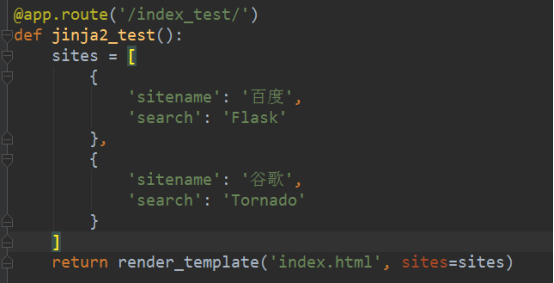 @app.route('/index_test/')
def jinja2_test():
    sites = [
        {
            'sitename': '百度',
            'search': 'Flask'
        },
        {
            'sitename': '谷歌',
            'search': 'Tornado'
        }
    ]
    return render_template('index.html', sites=sites)